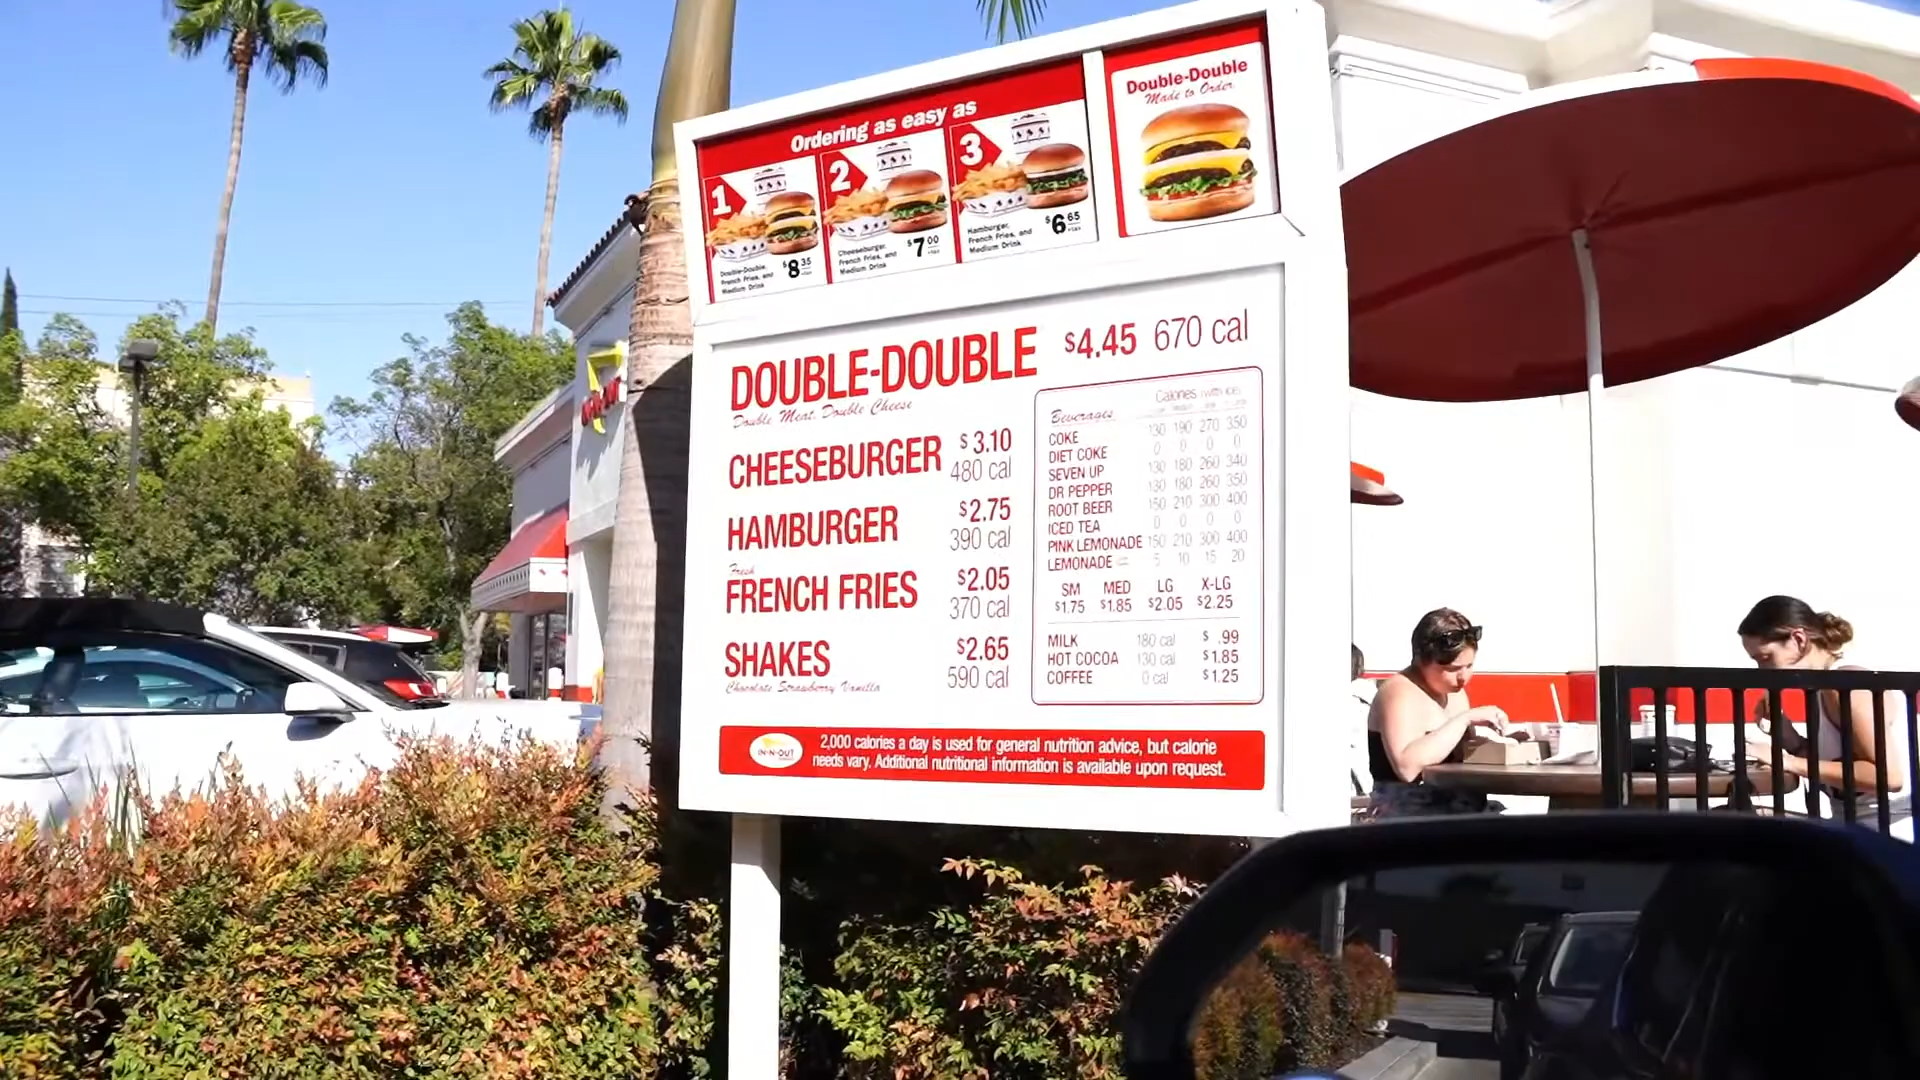 Ordering as easy as
1
Double-Double, French Fries, and Medium Drink
$8 35 +tax
2
Cheeseburger, French Fries, and Medium Drink
$7 00 +tax
3
Hamburger, French Fries, and Medium Drink
$6 65 +tax
Double-Double
Made to Order
DOUBLE-DOUBLE $4.45 670 cal
Double Meat, Double Cheese
CHEESEBURGER $3.10
480 cal
HAMBURGER $2.75
390 cal
Fresh
FRENCH FRIES $2.05
370 cal
SHAKES $2.65
590 cal
Chocolate Strawberry Vanilla
Calories (with ice)
Beverages
COKE 130 190 270 350
DIET COKE 0 0 0 0
SEVEN UP 130 180 260 340
DR PEPPER 130 180 260 350
ROOT BEER 150 210 300 400
ICED TEA 0 0 0 0
PINK LEMONADE 150 210 300 400
LEMONADE 5 10 15 20
SM MED LG X-LG
$1.75 $1.85 $2.05 $2.25
MILK 180 cal $ .99
HOT COCOA 130 cal $1.85
COFFEE 0 cal $1.25
IN-N-OUT
2,000 calories a day is used for general nutrition advice, but calorie
needs vary. Additional nutritional information is available upon request.